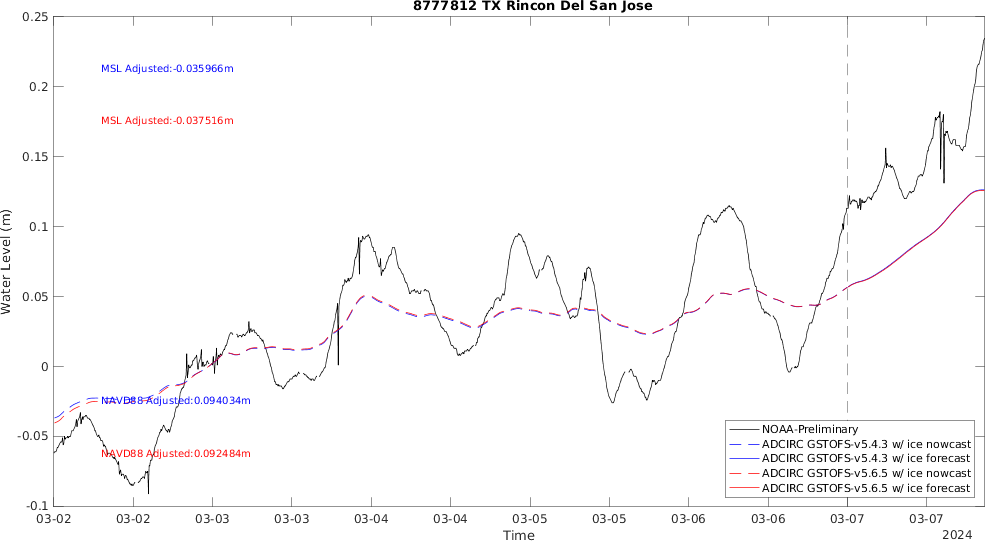 8777812 TX Rincon Del San Jose
0.25
0.2
0.15
0.1
0.05
0
-0.05
-0.1
Water Level (m)
MSL Adjusted:-0.035966m
MSL Adjusted:-0.037516m
NAVD88 Adjusted:0.094034m
NAVD88 Adjusted:0.092484m
NOAA-Preliminary
ADCIRC GSTOFS-v5.4.3 w/ ice nowcast
ADCIRC GSTOFS-v5.4.3 w/ ice forecast
ADCIRC GSTOFS-v5.6.5 w/ ice nowcast
ADCIRC GSTOFS-v5.6.5 w/ ice forecast
03-02 03-02 03-03 03-03 03-04 03-04 03-05 03-05 03-06 03-06 03-07 03-07
Time
2024